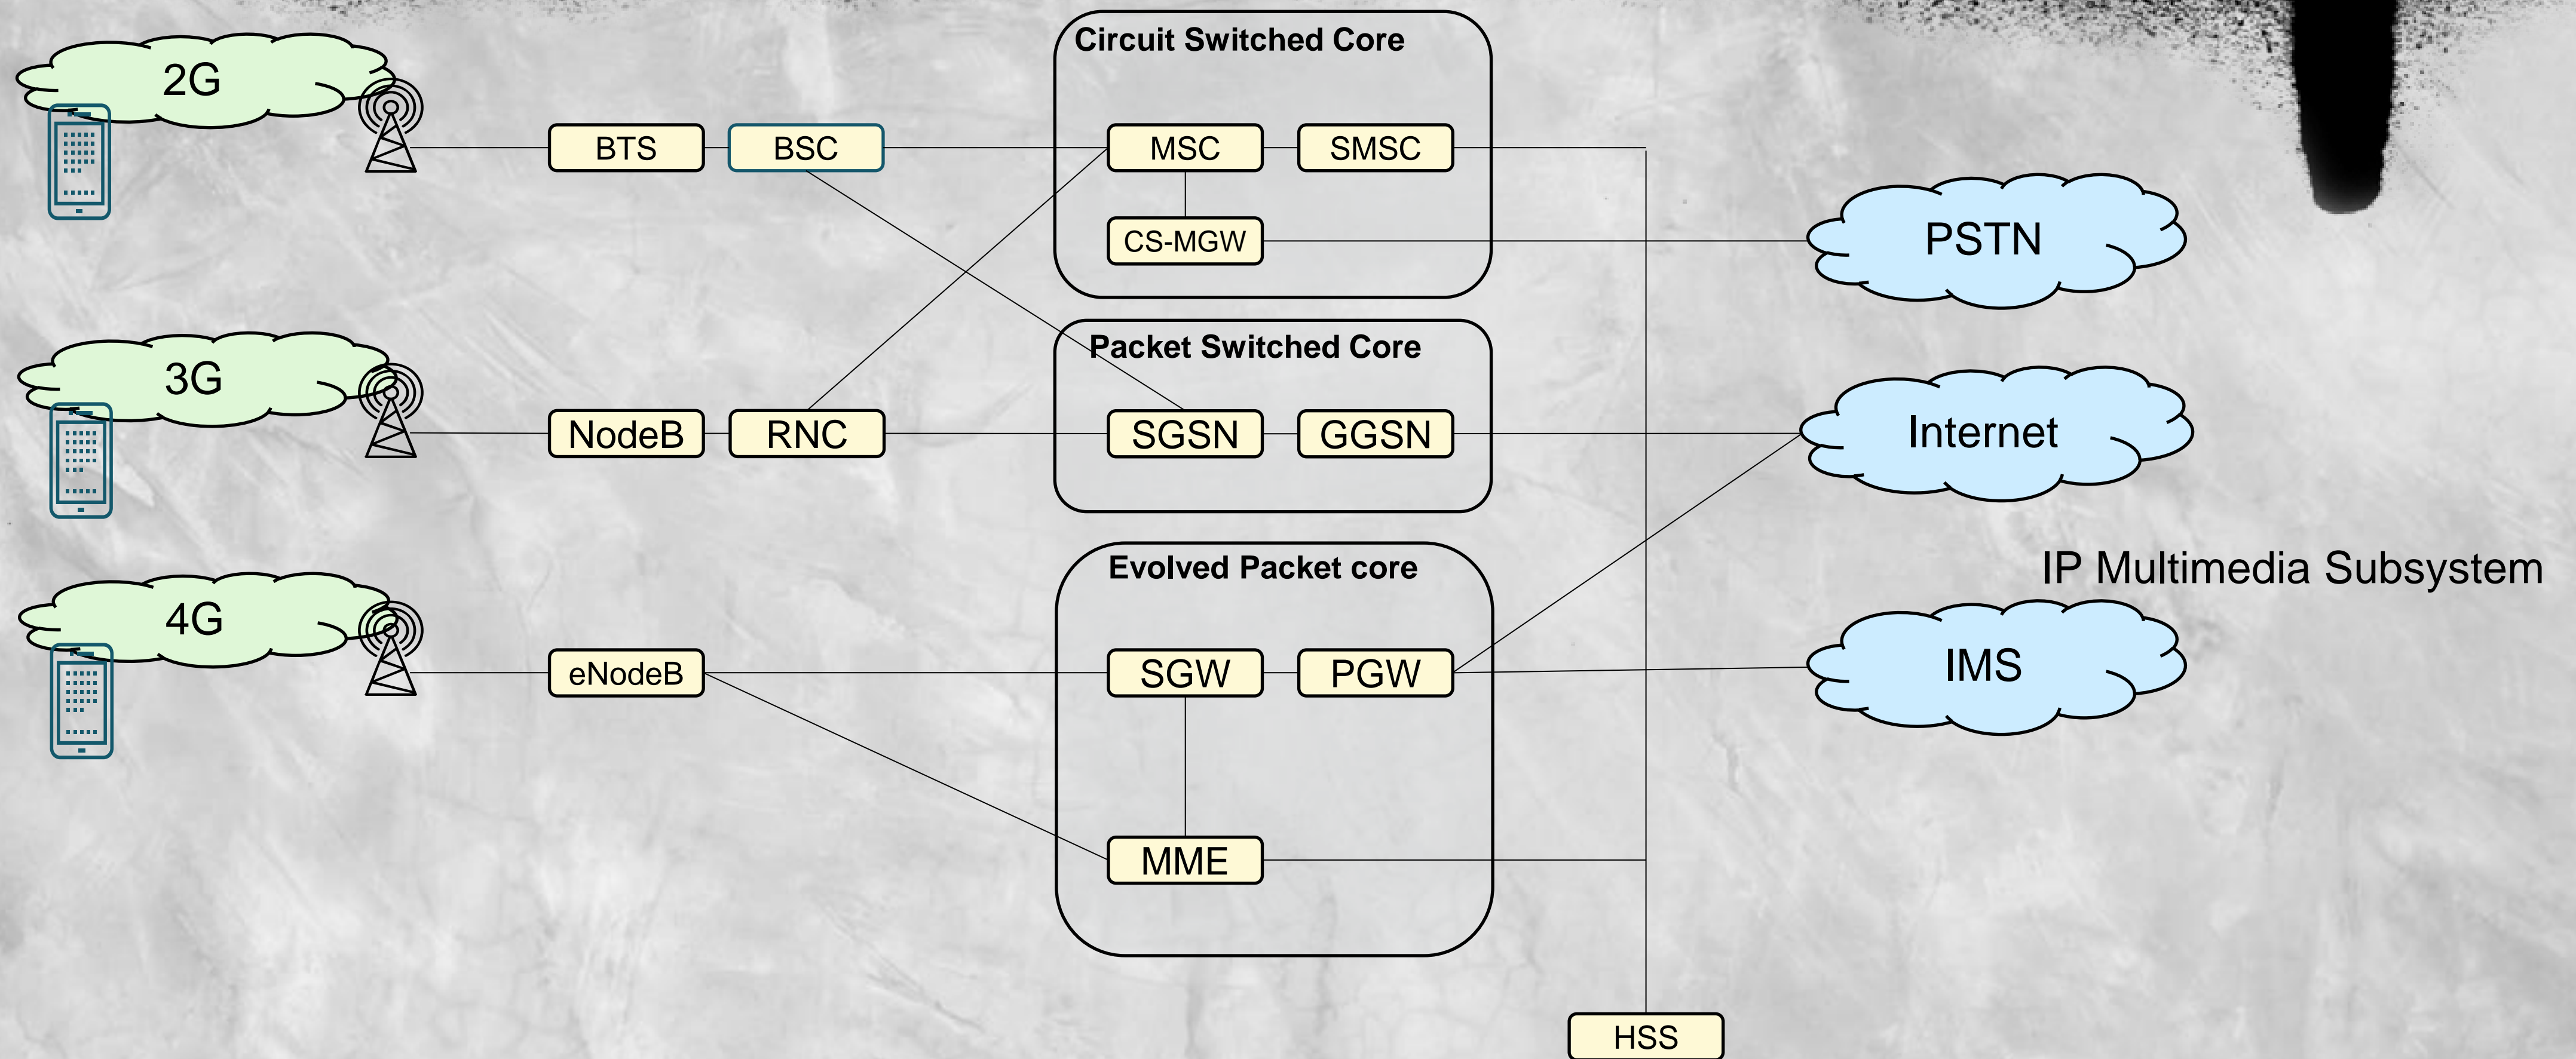 Circuit Switched Core
2G
BTS
BSC
MSC
SMSC
CS-MGW
PSTN
Packet Switched Core
3G
NodeB
RNC
SGSN
GGSN
Internet
Evolved Packet core
IP Multimedia Subsystem
4G
eNodeB
SGW
PGW
IMS
MME
HSS